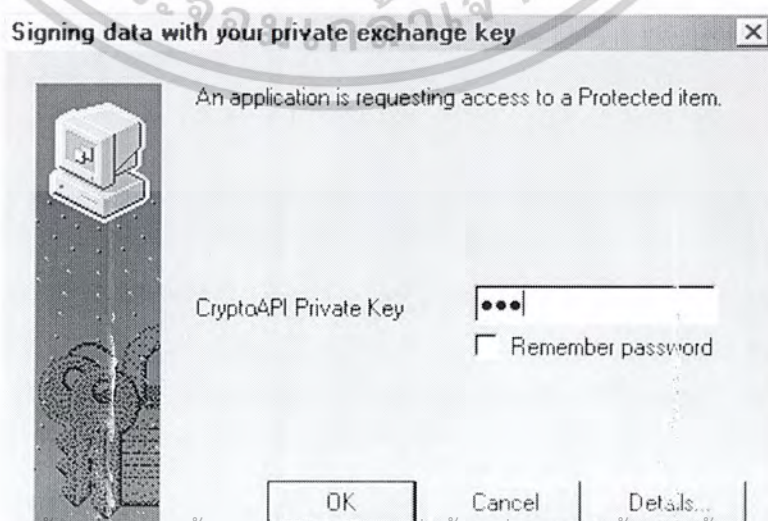 Signing data with your private exchange key
An application is requesting access to a Protected item.
CryptoAPI Private Key
Remember password
OK Cancel Details...